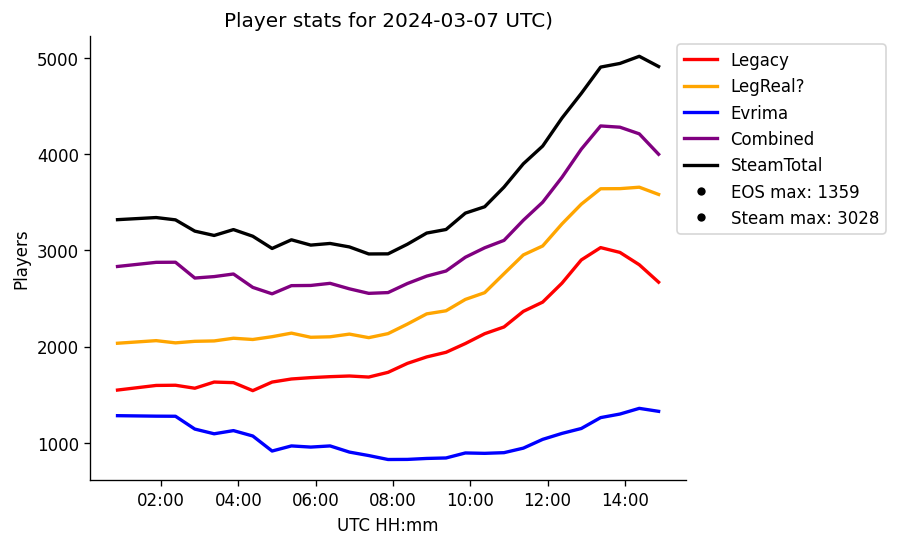 Player stats for 2024-03-07 UTC)
Players
5000
4000
3000
2000
1000
02:00 04:00 06:00 08:00 10:00 12:00 14:00
UTC HH:mm
Legacy
LegReal?
Evrima
Combined
SteamTotal
EOS max: 1359
Steam max: 3028